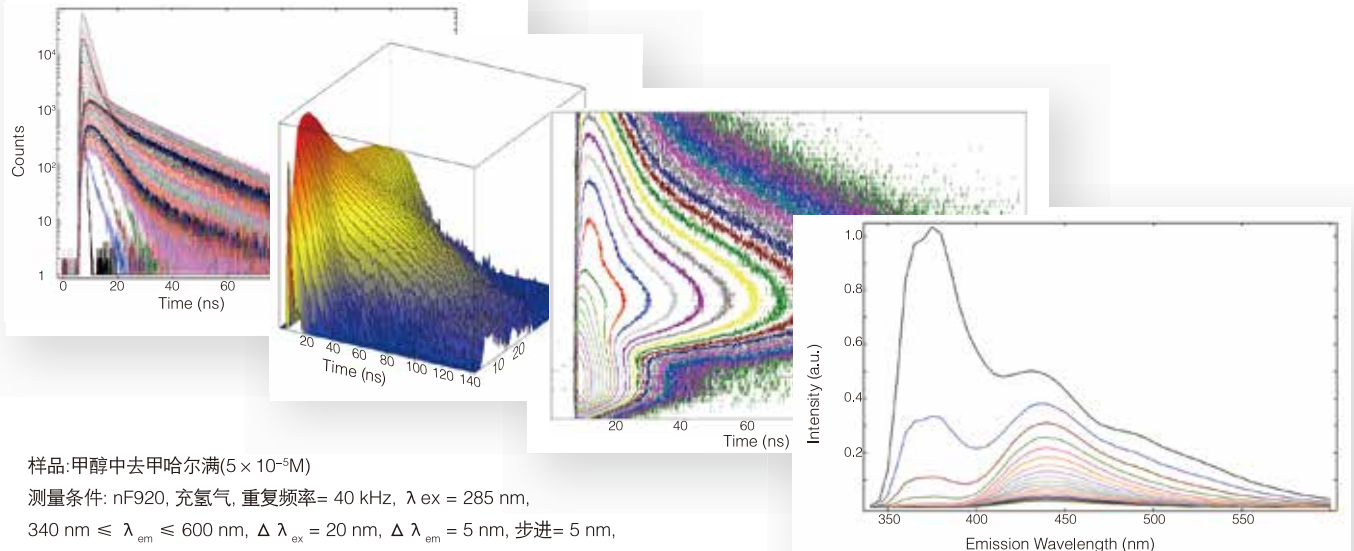 10⁴
10³
10²
10
1
Counts
0 20 40 60
Time (ns)
20 40 60 80 100 120 140
Time (ns)
10 20
20 40 60
Time (ns)
1.0
0.8
0.6
0.4
0.2
Intensity (a.u.)
350 400 450 500 550
Emission Wavelength (nm)
样品:甲醇中去甲哈尔满(5 × 10⁻⁵M)
测量条件: nF920, 充氢气, 重复频率= 40 kHz, λ ex = 285 nm,
340 nm ≤ λ em ≤ 600 nm, Δ λ ex = 20 nm, Δ λ em = 5 nm, 步进= 5 nm,